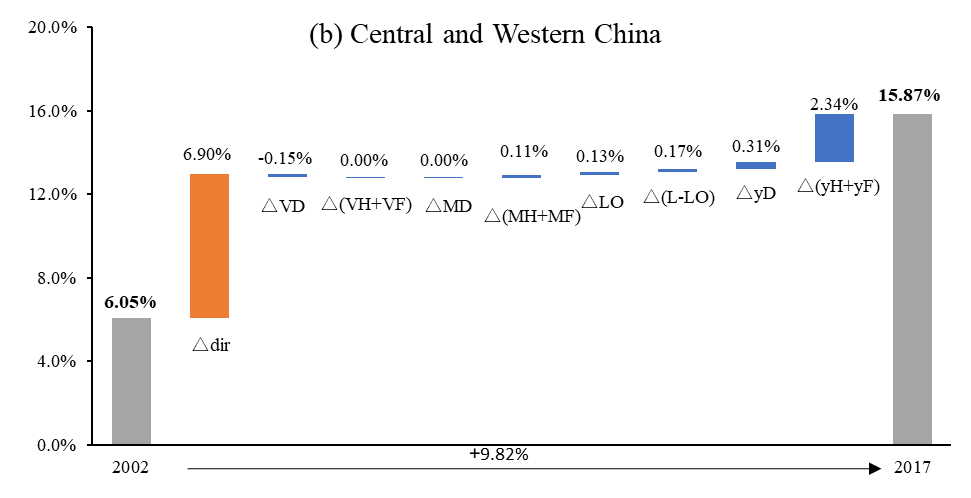 (b) Central and Western China
20.0%
16.0%
12.0%
8.0%
4.0%
0.0%
6.05%
6.90%
-0.15%
0.00%
0.00%
0.11%
0.13%
0.17%
0.31%
2.34%
15.87%
△dir
△VD
△(VH+VF)
△MD
△(MH+MF)
△LO
△(L-LO)
△yD
△(yH+yF)
2002
+9.82%
2017